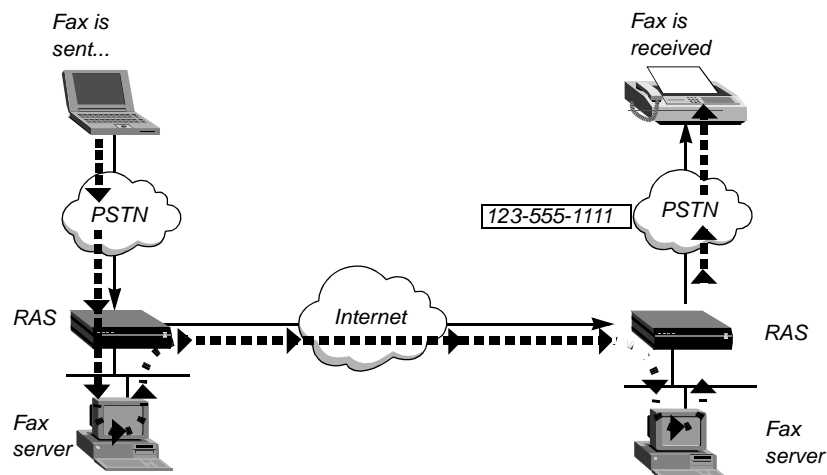 Fax is
sent...
Fax is
received
PSTN
123-555-1111
PSTN
RAS
Internet
RAS
Fax
server
Fax
server